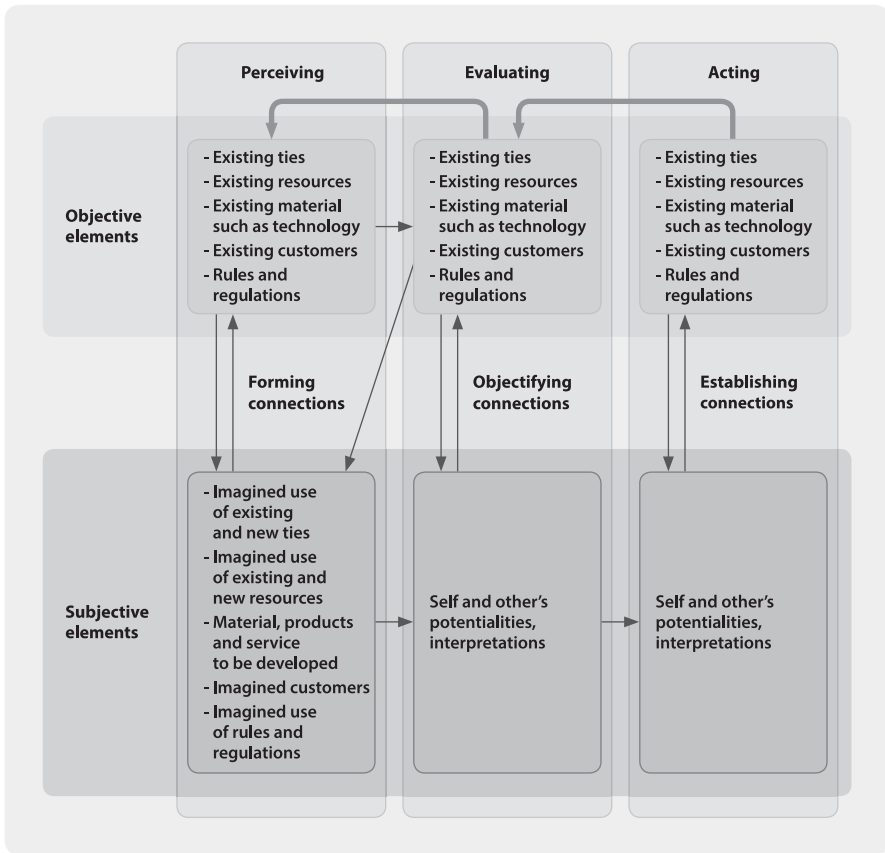 Perceiving
Evaluating
Acting
Objective
elements
- Existing ties
- Existing resources
- Existing material
such as technology
- Existing customers
- Rules and
regulations
- Existing ties
- Existing resources
- Existing material
such as technology
- Existing customers
- Rules and
regulations
- Existing ties
- Existing resources
- Existing material
such as technology
- Existing customers
- Rules and
regulations
Forming
connections
Objectifying
connections
Establishing
connections
Subjective
elements
- Imagined use
of existing
and new ties
- Imagined use
of existing and
new resources
- Material, products
and service
to be developed
- Imagined customers
- Imagined use
of rules and
regulations
Self and other's
potentialities,
interpretations
Self and other's
potentialities,
interpretations